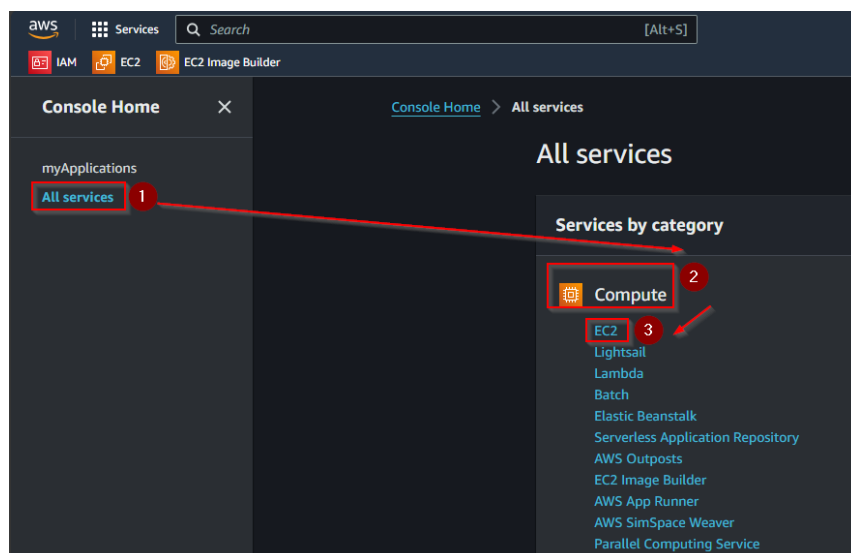 aws Services Search [Alt+S]
IAM EC2 EC2 Image Builder
Console Home
myApplications
All services 1
Console Home > All services
All services
Services by category
Compute 2
EC2 3
Lightsail
Lambda
Batch
Elastic Beanstalk
Serverless Application Repository
AWS Outposts
EC2 Image Builder
AWS App Runner
AWS SimSpace Weaver
Parallel Computing Service